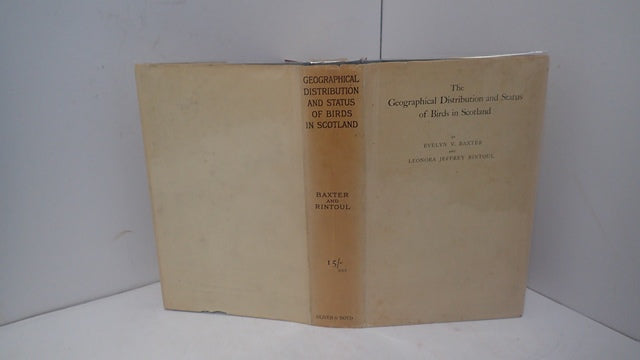 GEOGRAPHICAL
DISTRIBUTION
AND STATUS
OF BIRDS
IN SCOTLAND
BAXTER
AND
RINTOUL
15/-
NET
OLIVER & BOYD
The
Geographical Distribution and Status
of Birds in Scotland
BY
EVELYN V. BAXTER
AND
LEONORA JEFFREY RINTOUL